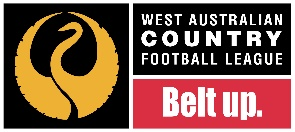 WEST AUSTRALIAN
COUNTRY
FOOTBALL LEAGUE
Belt up.